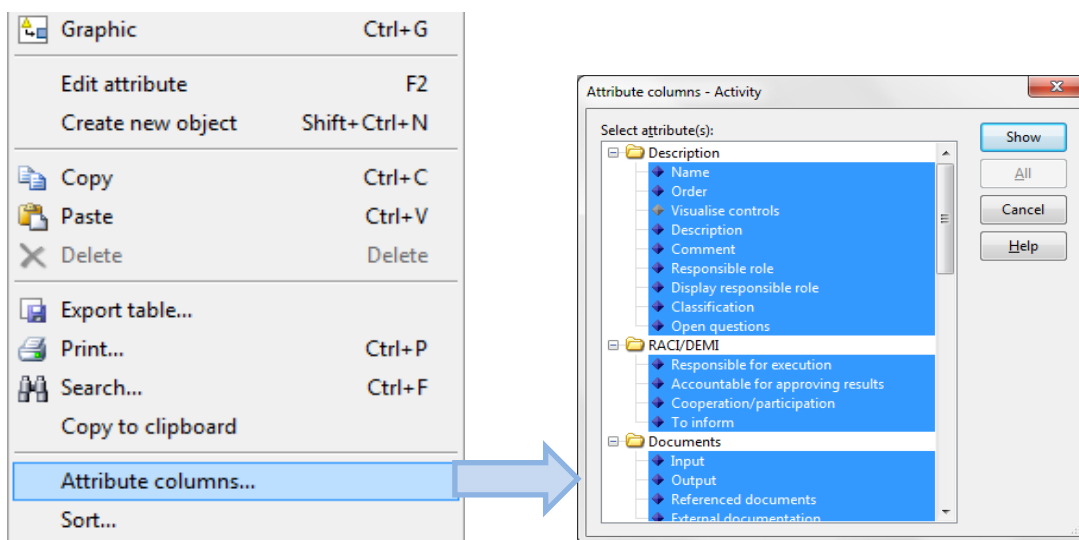 Graphic Ctrl+G
Edit attribute F2
Create new object Shift+Ctrl+N
Copy Ctrl+C
Paste Ctrl+V
Delete Delete
Export table...
Print... Ctrl+P
Search... Ctrl+F
Copy to clipboard
Attribute columns...
Sort...
Attribute columns - Activity
Select attribute(s):
Description
Name
Order
Visualise controls
Description
Comment
Responsible role
Display responsible role
Classification
Open questions
RACI/DEMI
Responsible for execution
Accountable for approving results
Cooperation/participation
To inform
Documents
Input
Output
Referenced documents
External documentation
Show
All
Cancel
Help